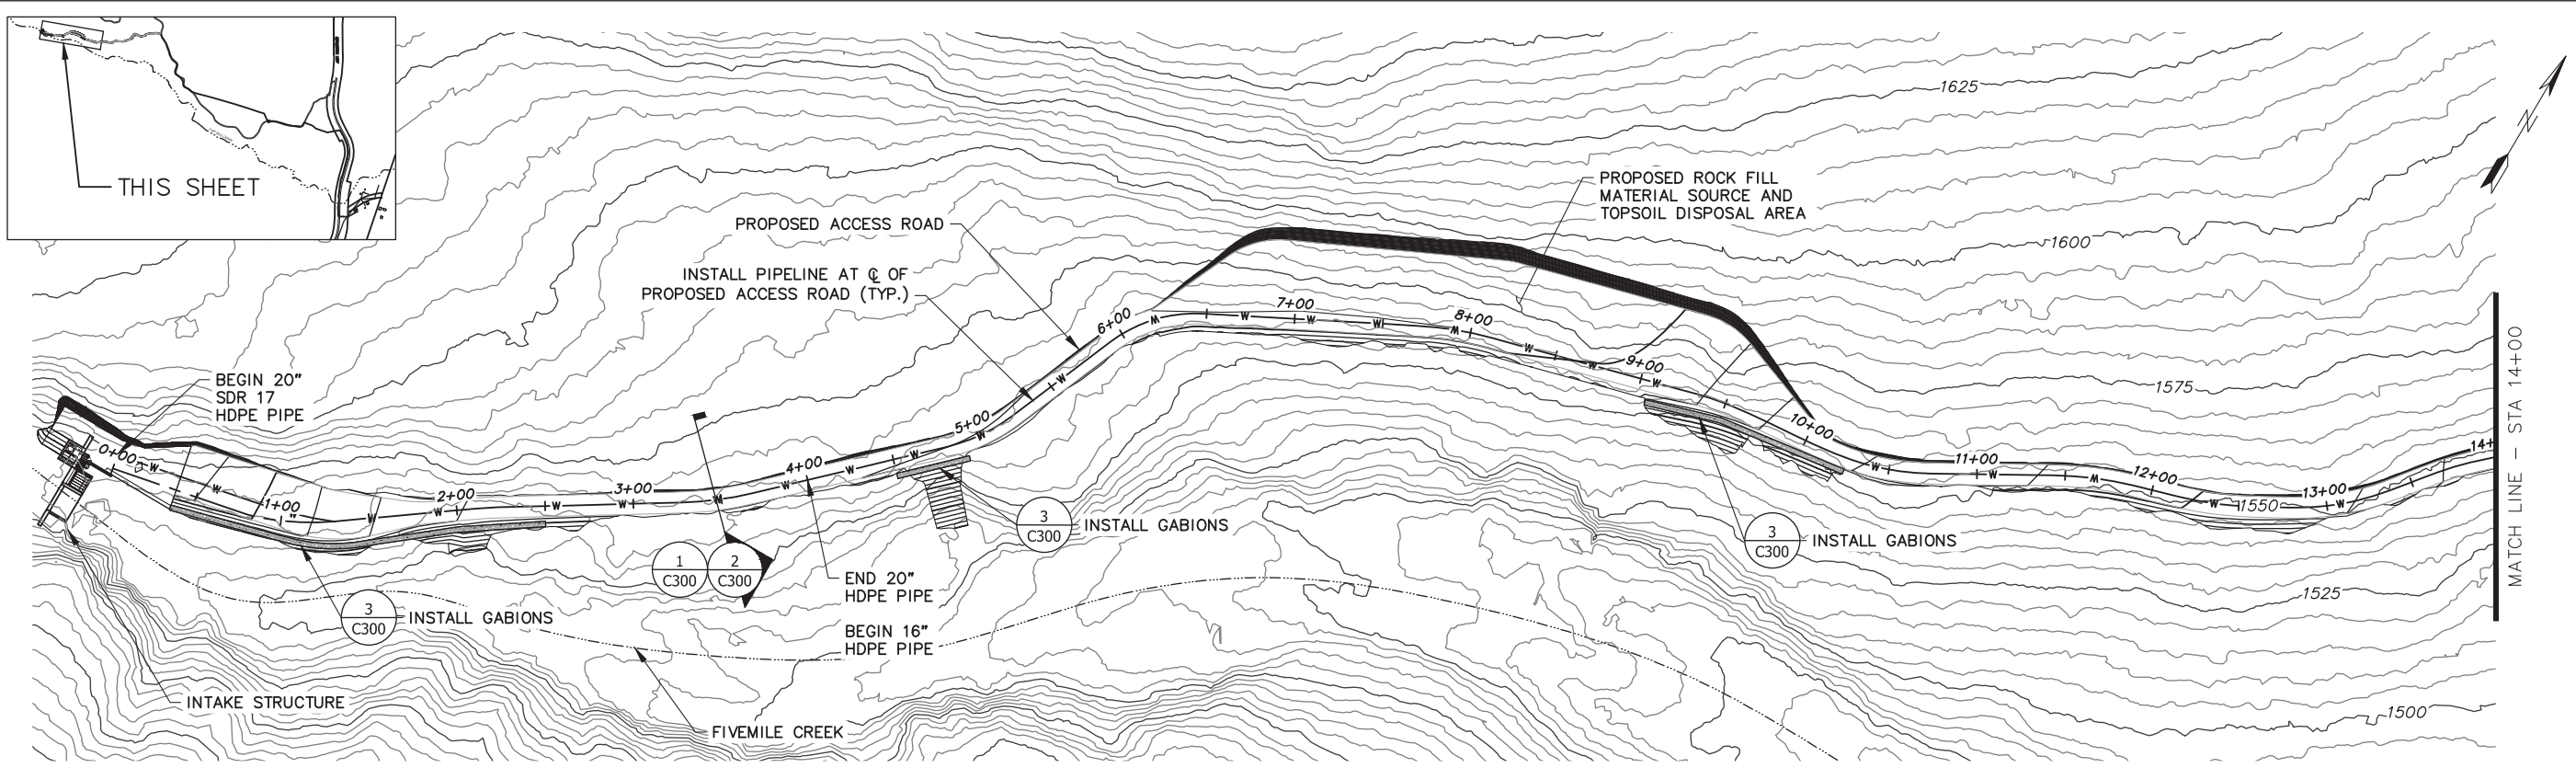 THIS SHEET
1625
PROPOSED ROCK FILL
MATERIAL SOURCE AND
TOPSOIL DISPOSAL AREA
N
PROPOSED ACCESS ROAD
1600
INSTALL PIPELINE AT ℄ OF
PROPOSED ACCESS ROAD (TYP.)
BEGIN 20"
SDR 17
HDPE PIPE
0+00
1+00
2+00
3+00
4+00
5+00
6+00
7+00
8+00
9+00
10+00
11+00
12+00
13+00
14+
W W W W W W W W W W W W W W W W W W W W W W W W W W
1575
1550
MATCH LINE - STA 14+00
3
C300
INSTALL GABIONS
3
C300
INSTALL GABIONS
1
C300
2
C300
END 20"
HDPE PIPE
BEGIN 16"
HDPE PIPE
3
C300
INSTALL GABIONS
1525
INTAKE STRUCTURE
FIVEMILE CREEK
1500